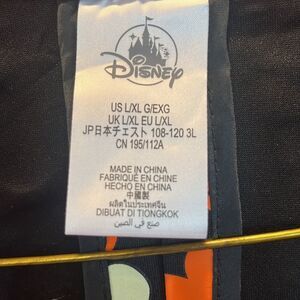 Disney
US L/XL G/EXG
UK L/XL EU L/XL
JP日本チェスト 108-120 3L
CN 195/112A
MADE IN CHINA
FABRIQUÉ EN CHINE
HECHO EN CHINA
中國製
ผลิตในประเทศจีน
DIBUAT DI TIONGKOK
صنع في الصين